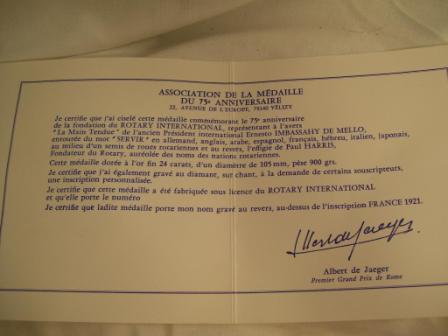 ASSOCIATION DE LA MÉDAILLE
DU 75e ANNIVERSAIRE
22, AVENUE DE L'EUROPE, 78140 VÉLIZY
Je certifie que j'ai ciselé cette médaille commémorant le 75e anniversaire
de la fondation du ROTARY INTERNATIONAL, représentant à l'avers
"La Main Tendue" de l'ancien Président international Ernesto IMBASSAHY DE MELLO,
entourée du mot "SERVIR" en allemand, anglais, arabe, espagnol, français, hébreu, italien, japonais,
au milieu d'un semis de roues rotariennes et au revers, l'effigie de Paul HARRIS,
Fondateur du Rotary, auréolée des noms des nations rotariennes.
Cette médaille dorée à l'or fin 24 carats, d'un diamètre de 105 mm, pèse 900 grs.
Je certifie que j'ai également gravé au diamant, sur chant, à la demande de certains souscripteurs,
une inscription personnalisée.
Je certifie que cette médaille a été fabriquée sous licence du ROTARY INTERNATIONAL
et qu'elle porte le numéro
Je certifie que ladite médaille porte mon nom gravé au revers, au-dessus de l'inscription FRANCE 1921.
Albert de Jaeger
Premier Grand Prix de Rome